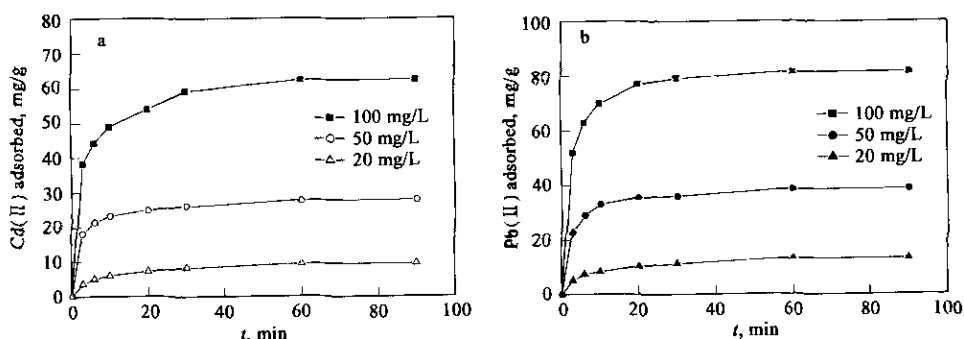 a
Cd(II) adsorbed, mg/g
80
70
60
50
40
30
20
10
0
100 mg/L
50 mg/L
20 mg/L
0 20 40 60 80 100
t, min
b
Pb(II) adsorbed, mg/g
100
80
60
40
20
0
100 mg/L
50 mg/L
20 mg/L
0 20 40 60 80 100
t, min